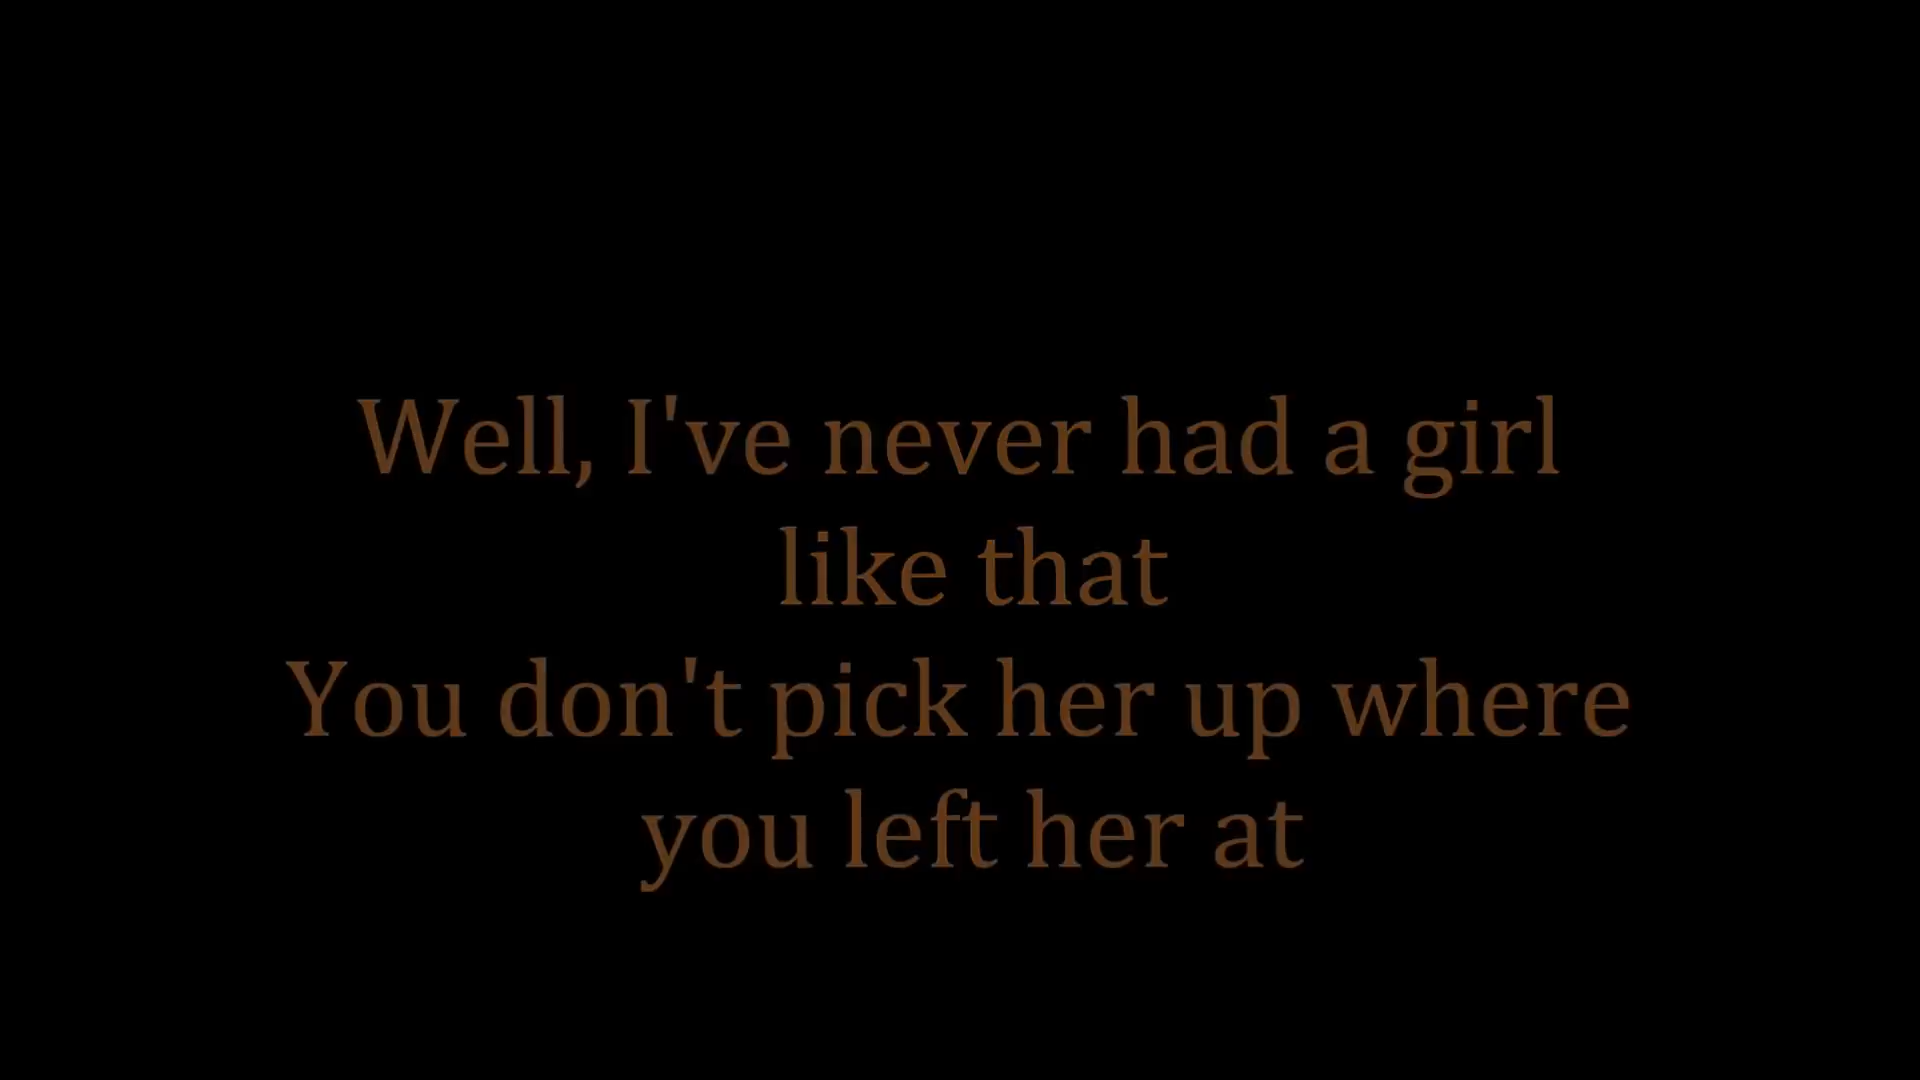 Well, I've never had a girl
like that
You don't pick her up where
you left her at